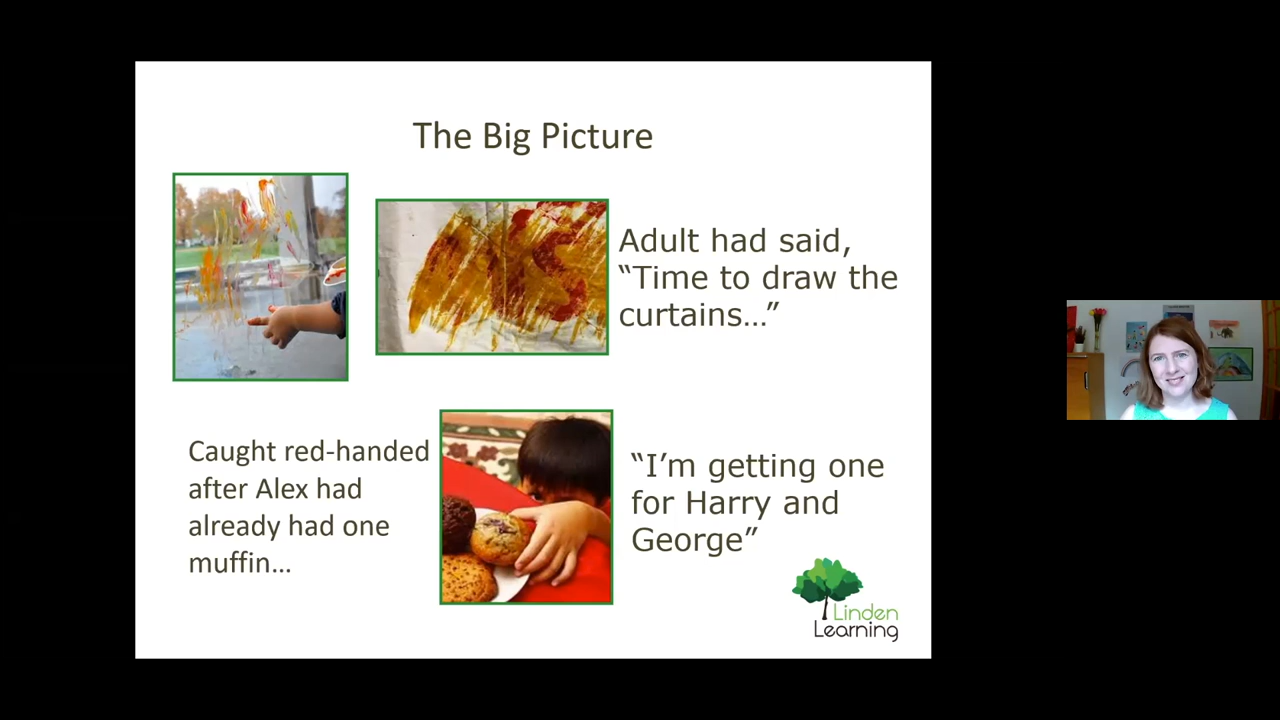 The Big Picture
Adult had said,
“Time to draw the
curtains…”
Caught red-handed
after Alex had
already had one
muffin…
“I’m getting one
for Harry and
George”
Linden
Learning